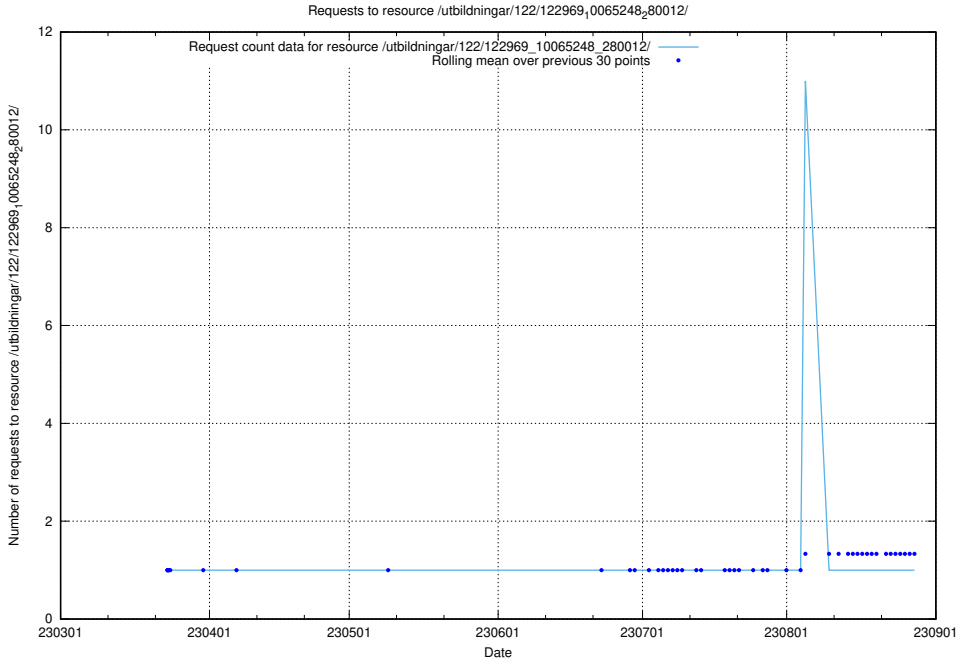 Requests to resource /utbildningar/122/122969₁0065248₂80012/
Request count data for resource /utbildningar/122/122969_10065248_280012/
Rolling mean over previous 30 points
Number of requests to resource /utbildningar/122/122969₁0065248₂80012/
12
10
8
6
4
2
0
230301 230401 230501 230601 230701 230801 230901
Date